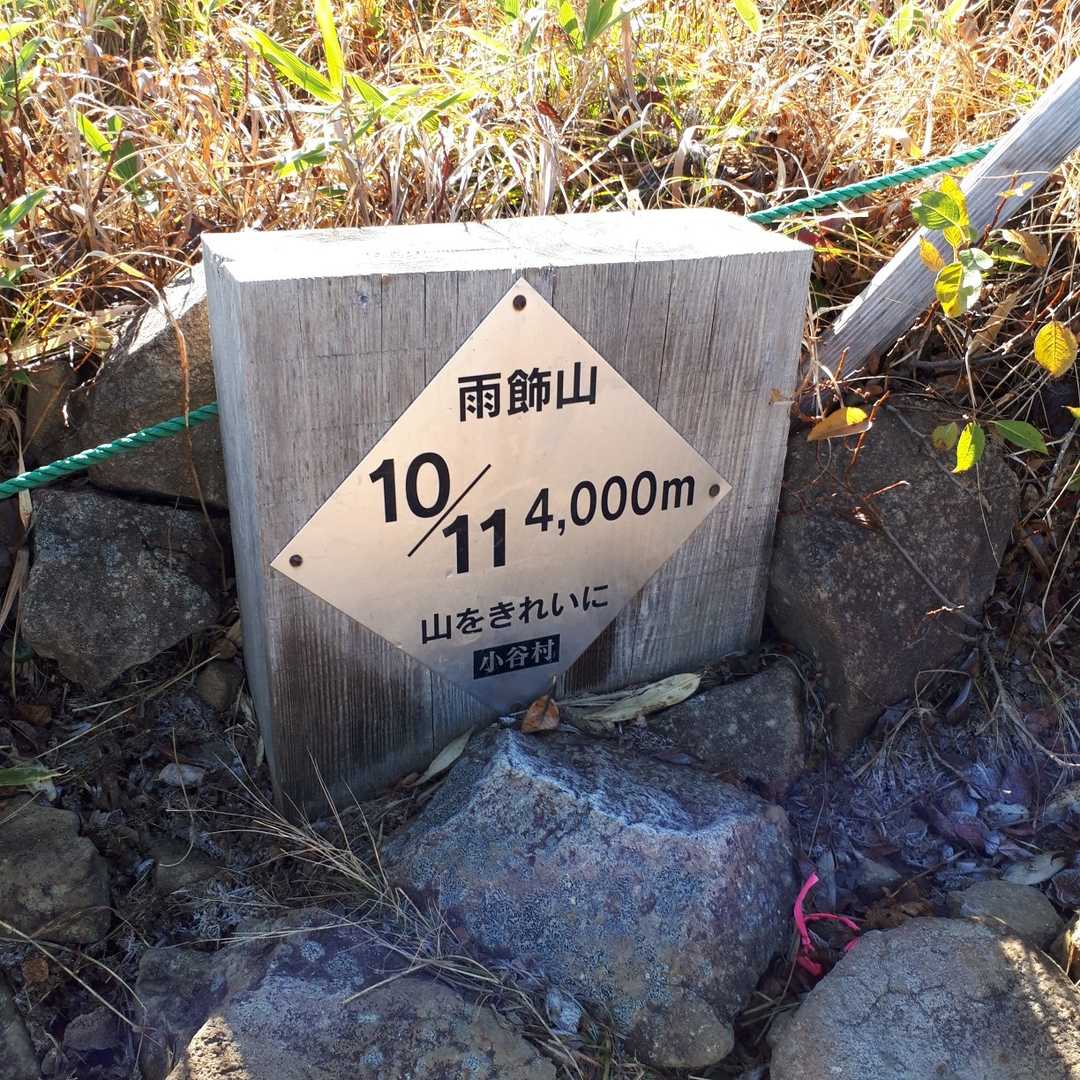 雨飾山
10/11 4,000m
山をきれいに
小谷村